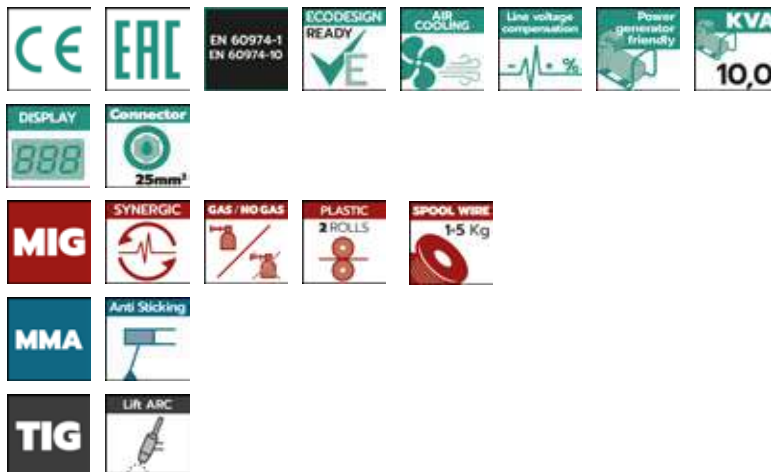 CE
EAC
EN 60974-1
EN 60974-10
ECODESIGN
READY
E
AIR
COOLING
Line voltage
compensation
- + %
Power
generator
friendly
KVA
10,0
DISPLAY
888
Connector
25mm²
MIG
SYNERGIC
GAS / NO GAS
PLASTIC
2 ROLLS
SPOOL WIRE
1-5 Kg
MMA
Anti Sticking
TIG
Lift ARC